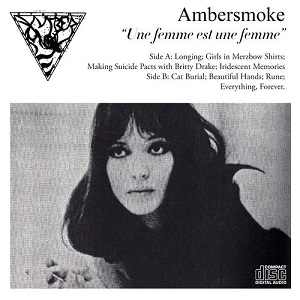 Ambersmoke
“Une femme est une femme”
Side A: Longing; Girls in Merzbow Shirts;
Making Suicide Pacts with Britty Drake; Iridescent Memories
Side B: Cat Burial; Beautiful Hands; Rune;
Everything, Forever.
COMPACT
disc
DIGITAL AUDIO